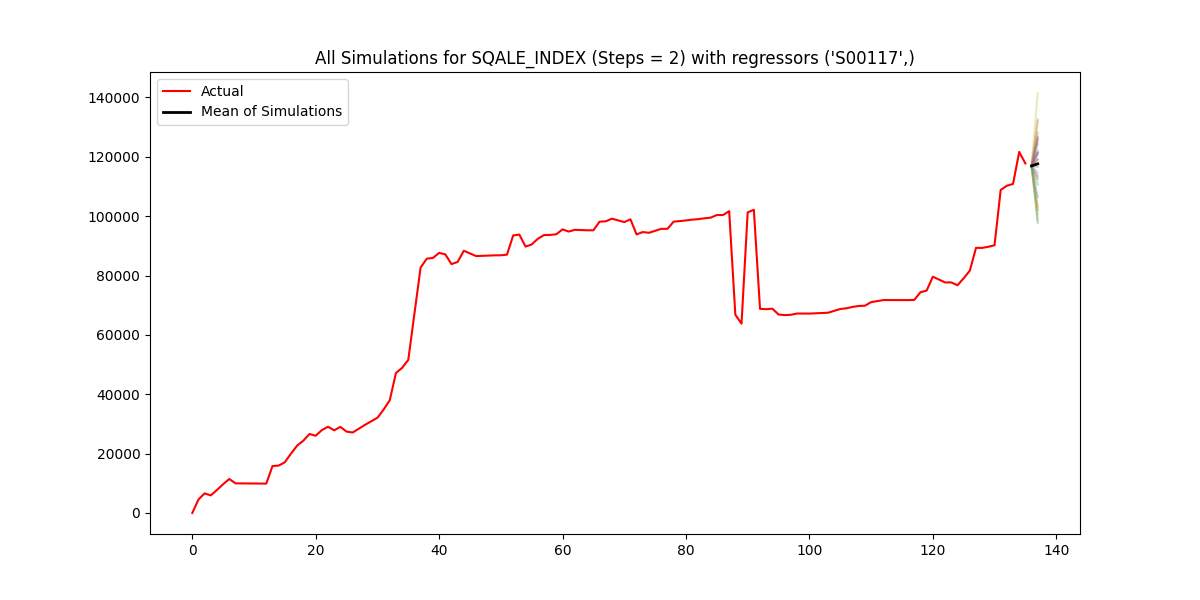 All Simulations for SQALE_INDEX (Steps = 2) with regressors ('S00117',)
Actual
Mean of Simulations
140000
120000
100000
80000
60000
40000
20000
0
0 20 40 60 80 100 120 140